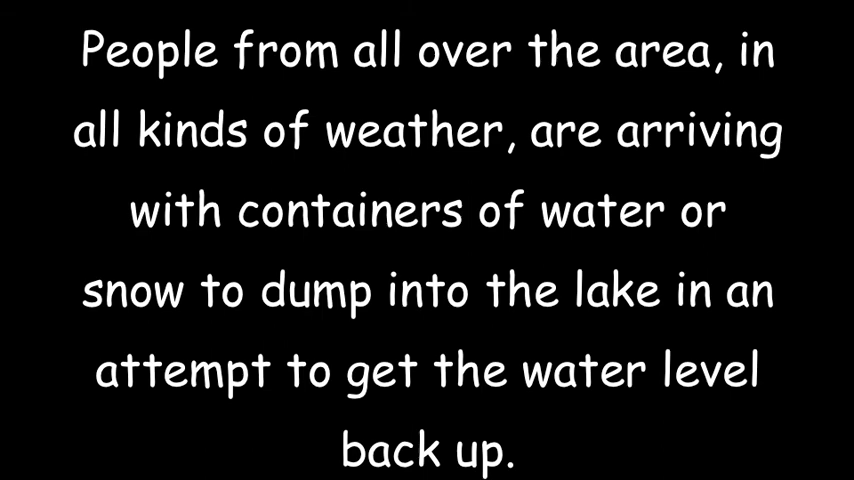 People from all over the area, in
all kinds of weather, are arriving
with containers of water or
snow to dump into the lake in an
attempt to get the water level
back up.